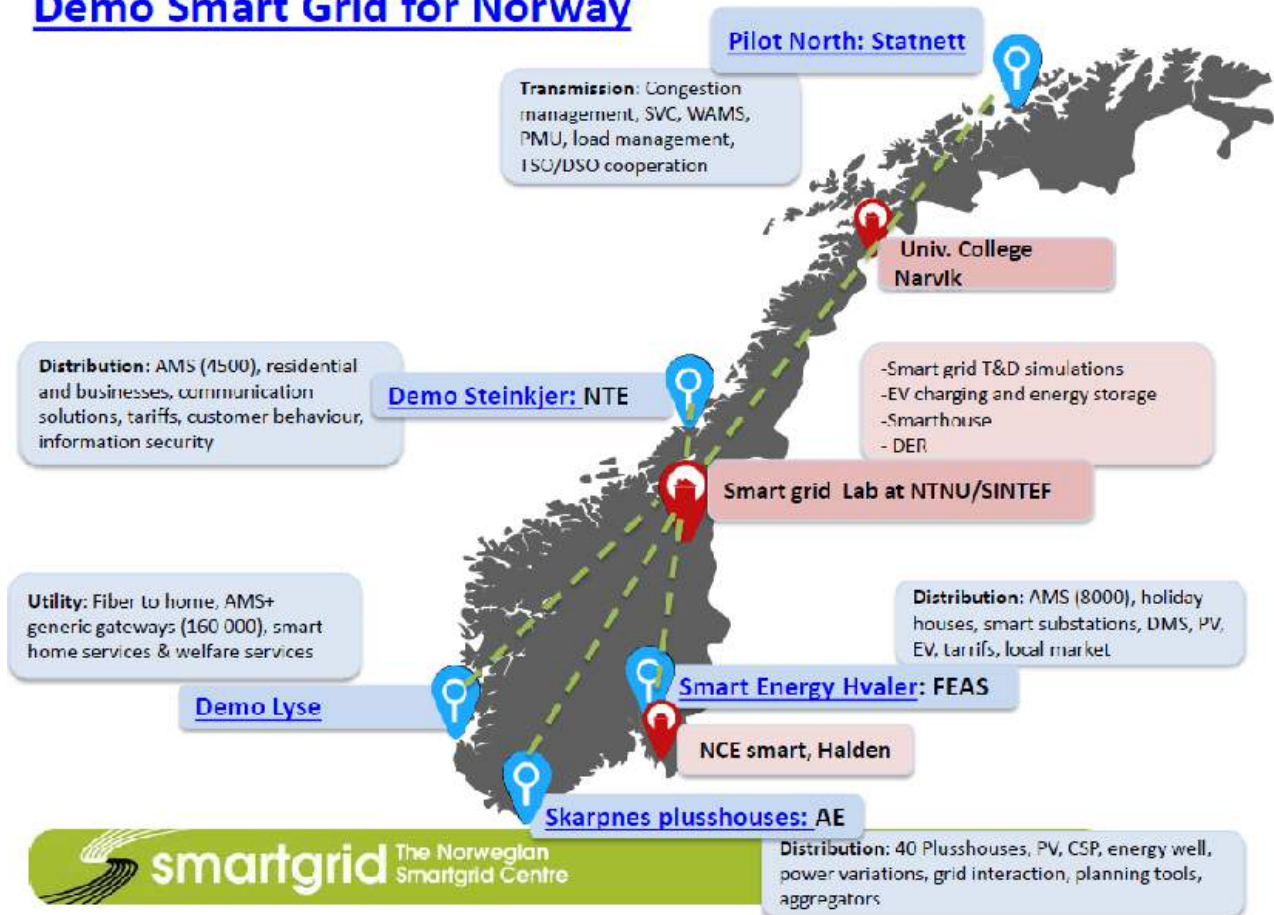 Demo Smart Grid for Norway
Pilot North: Statnett
Transmission: Congestion
management, SVC, WAMS,
PMU, load management,
TSO/DSO cooperation
Univ. College
Narvik
Distribution: AMS (4500), residential
and businesses, communication
solutions, tariffs, customer behaviour,
information security
Demo Steinkjer: NTE
-Smart grid T&D simulations
-EV charging and energy storage
-Smarthouse
- DER
Smart grid Lab at NTNU/SINTEF
Utility: Fiber to home, AMS+
generic gateways (160 000), smart
home services & welfare services
Demo Lyse
Distribution: AMS (8000), holiday
houses, smart substations, DMS, PV,
EV, tarrifs, local market
Smart Energy Hvaler: FEAS
NCE smart, Halden
Skarpnes plusshouses: AE
Distribution: 40 Plusshouses, PV, CSP, energy well,
power variations, grid interaction, planning tools,
aggregators
smartgrid The Norwegian
Smartgrid Centre